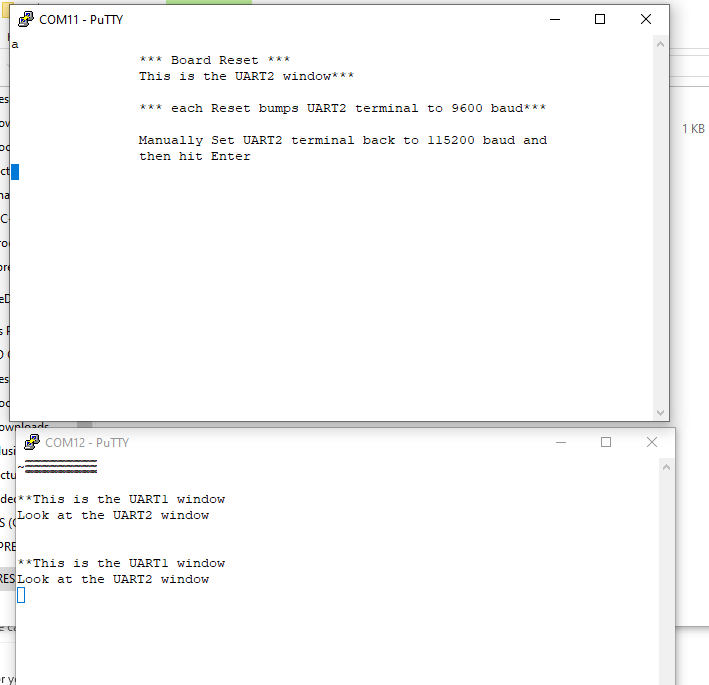 COM11 - PuTTY
a
*** Board Reset ***
This is the UART2 window***
*** each Reset bumps UART2 terminal to 9600 baud***
1 KB
Manually Set UART2 terminal back to 115200 baud and
then hit Enter
COM12 - PuTTY
**This is the UART1 window
Look at the UART2 window
**This is the UART1 window
Look at the UART2 window